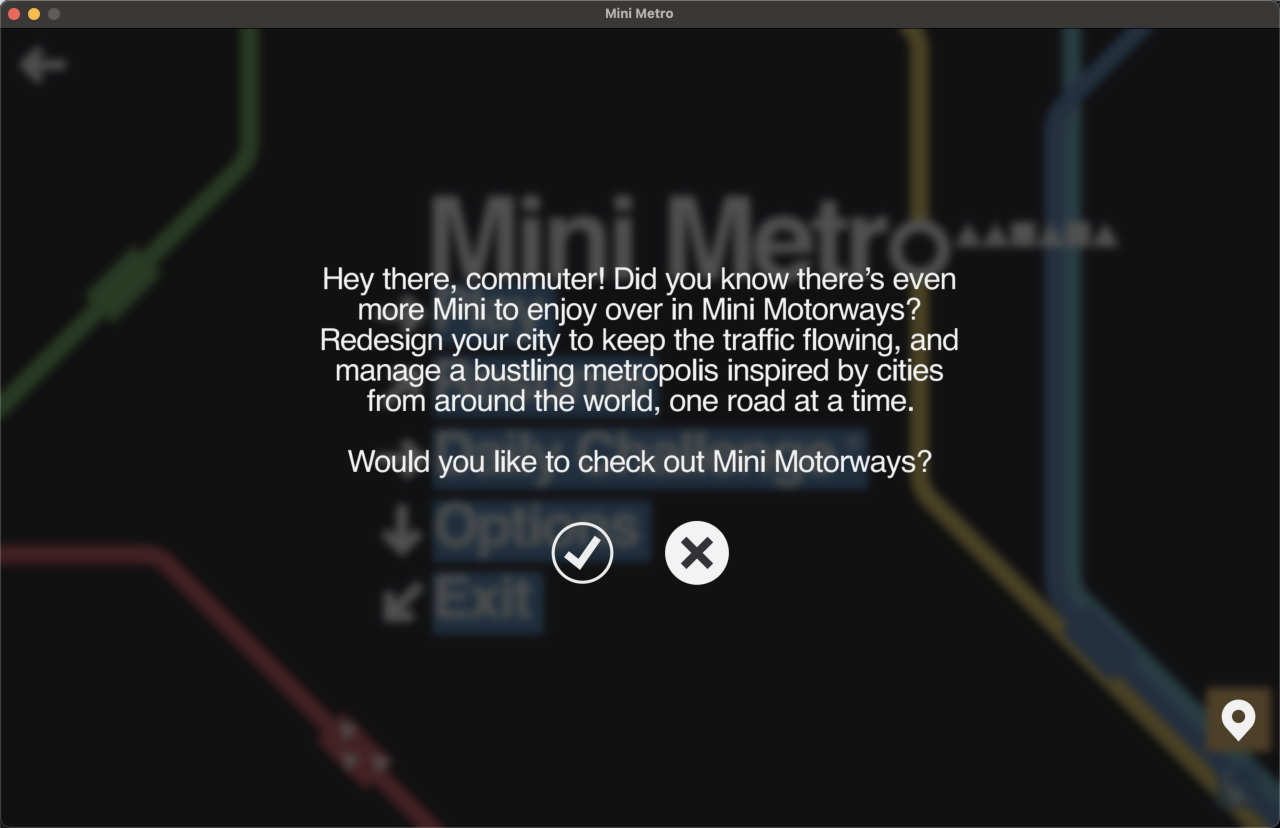 Mini Metro
Mini Metro
Hey there, commuter! Did you know there's even
more Mini to enjoy over in Mini Motorways?
Redesign your city to keep the traffic flowing, and
manage a bustling metropolis inspired by cities
from around the world, one road at a time.
Daily Challenge
Would you like to check out Mini Motorways?
Options
Exit